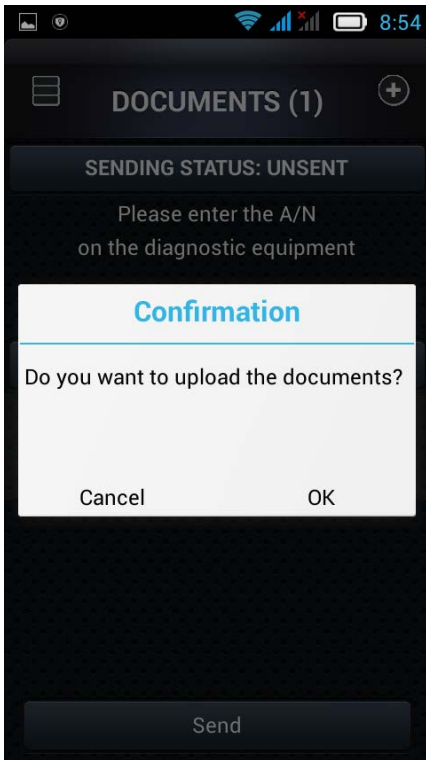 8:54
DOCUMENTS (1)
SENDING STATUS: UNSENT
Please enter the A/N
on the diagnostic equipment
Confirmation
Do you want to upload the documents?
Cancel OK
Send